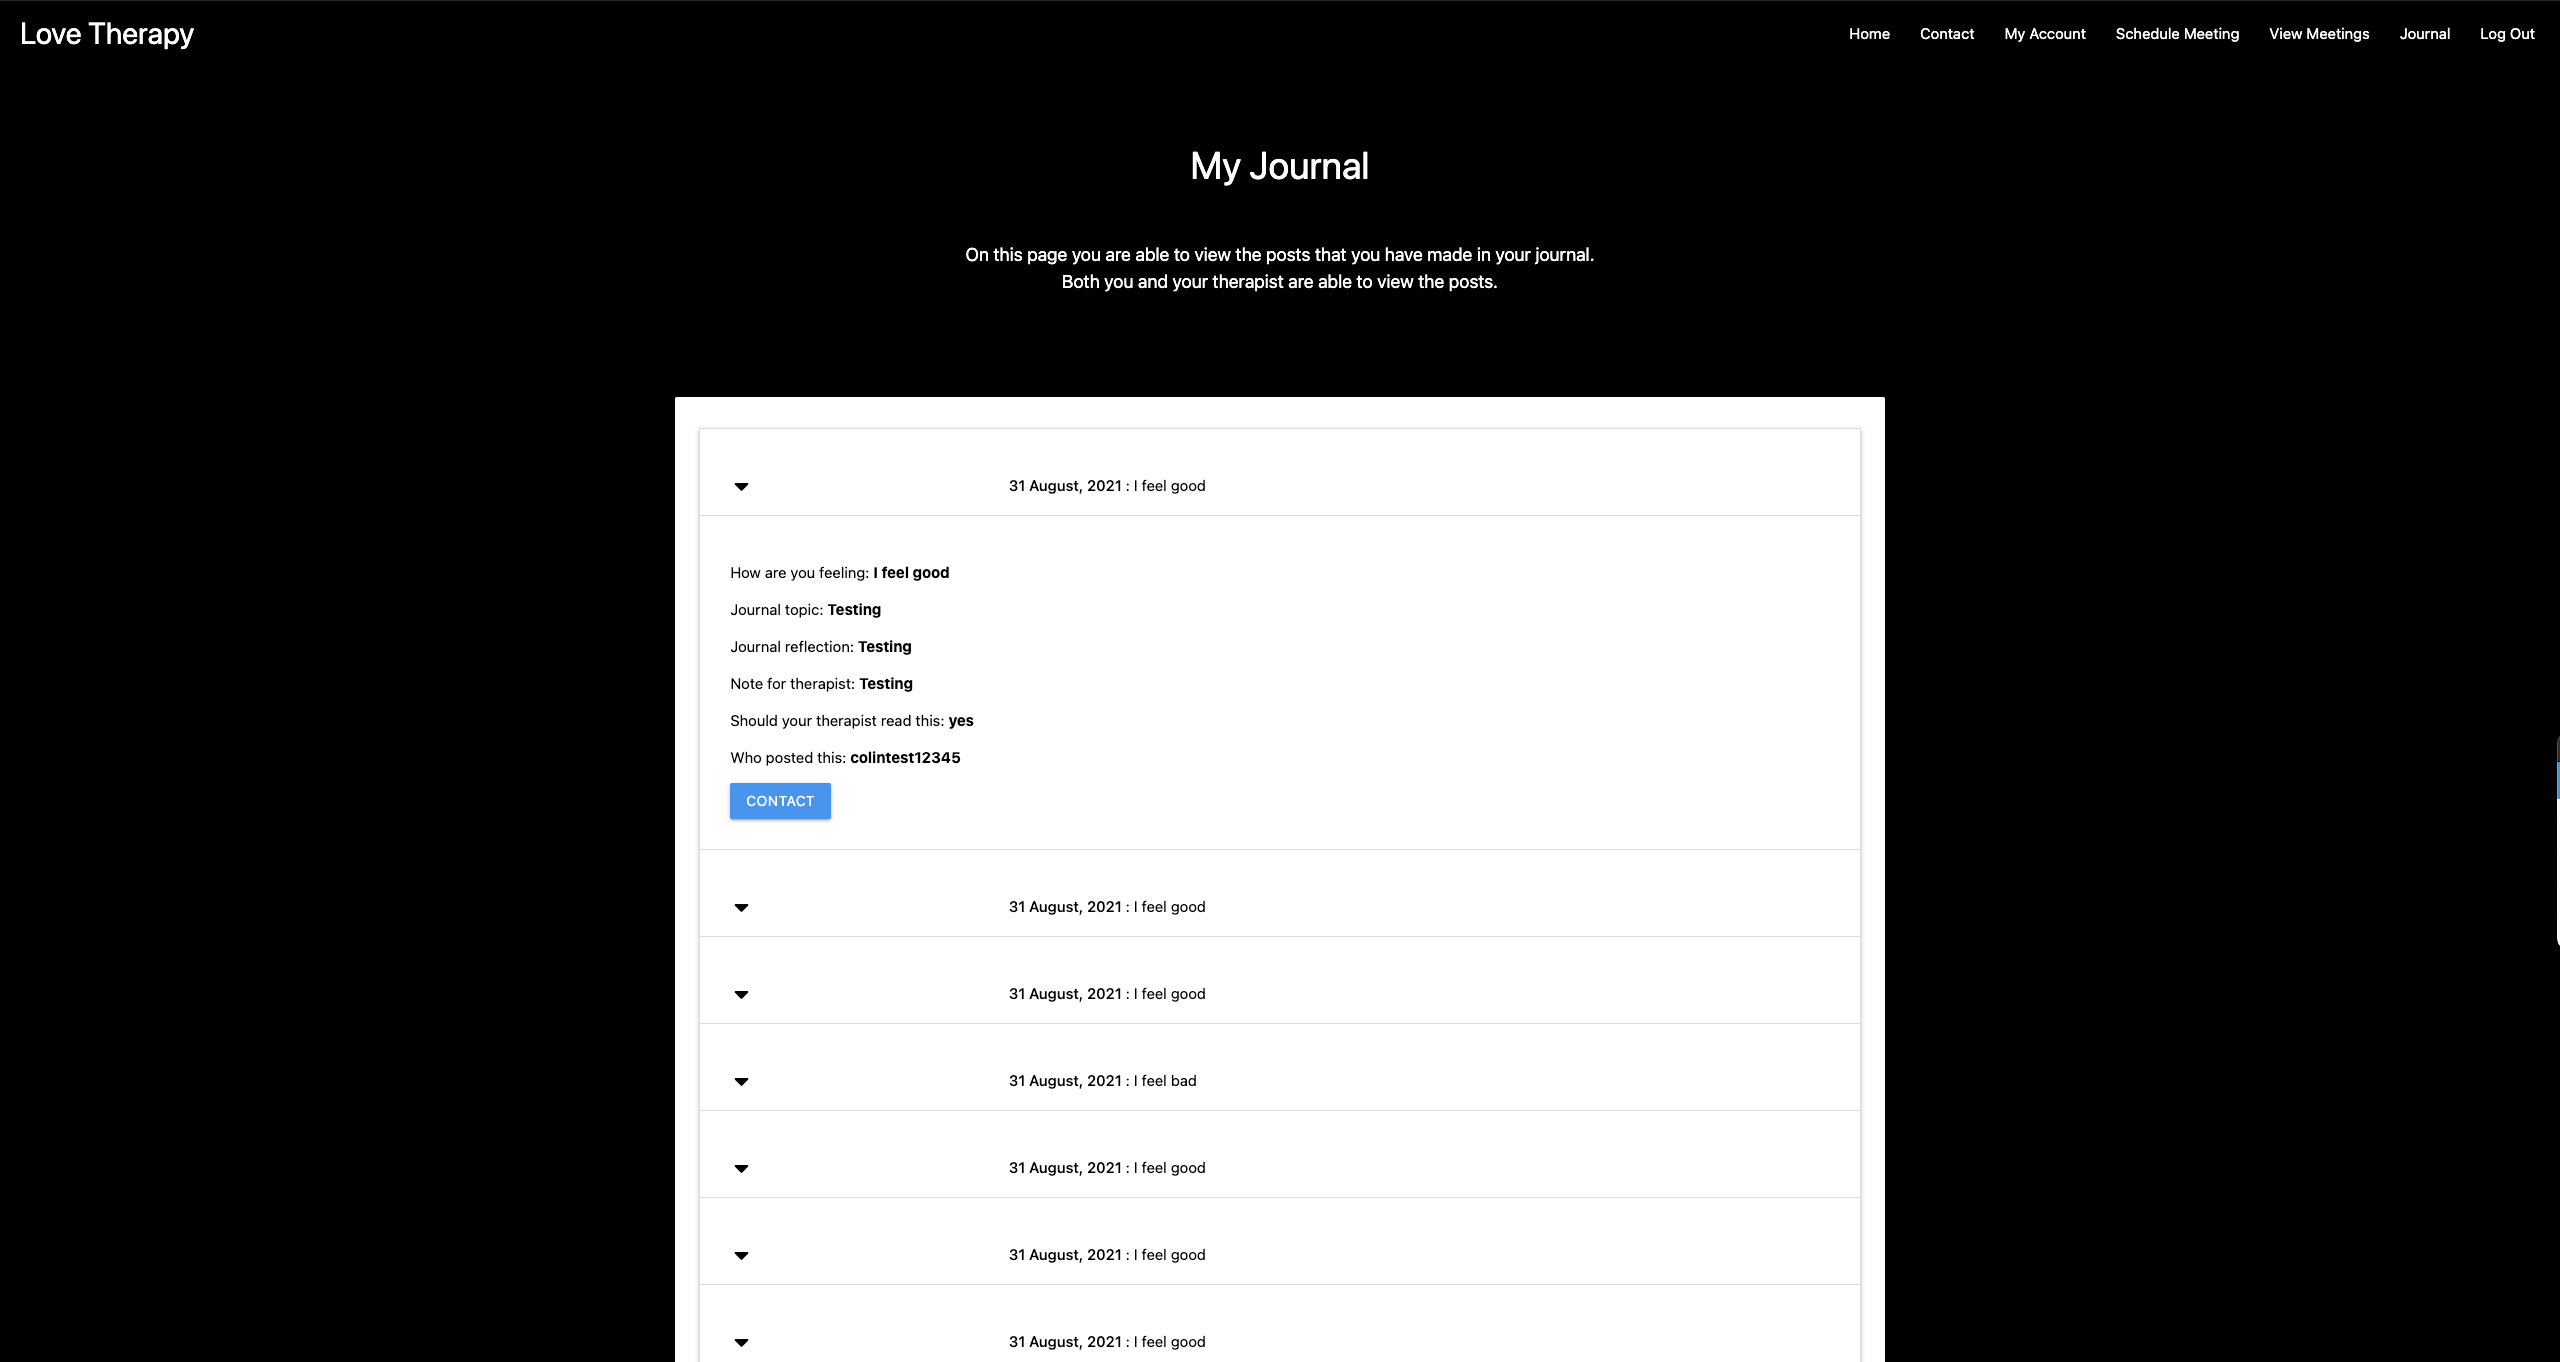 Love Therapy
Home Contact My Account Schedule Meeting View Meetings Journal Log Out
My Journal
On this page you are able to view the posts that you have made in your journal.
Both you and your therapist are able to view the posts.
31 August, 2021 : I feel good
How are you feeling: I feel good
Journal topic: Testing
Journal reflection: Testing
Note for therapist: Testing
Should your therapist read this: yes
Who posted this: colintest12345
CONTACT
31 August, 2021 : I feel good
31 August, 2021 : I feel good
31 August, 2021 : I feel bad
31 August, 2021 : I feel good
31 August, 2021 : I feel good
31 August, 2021 : I feel good